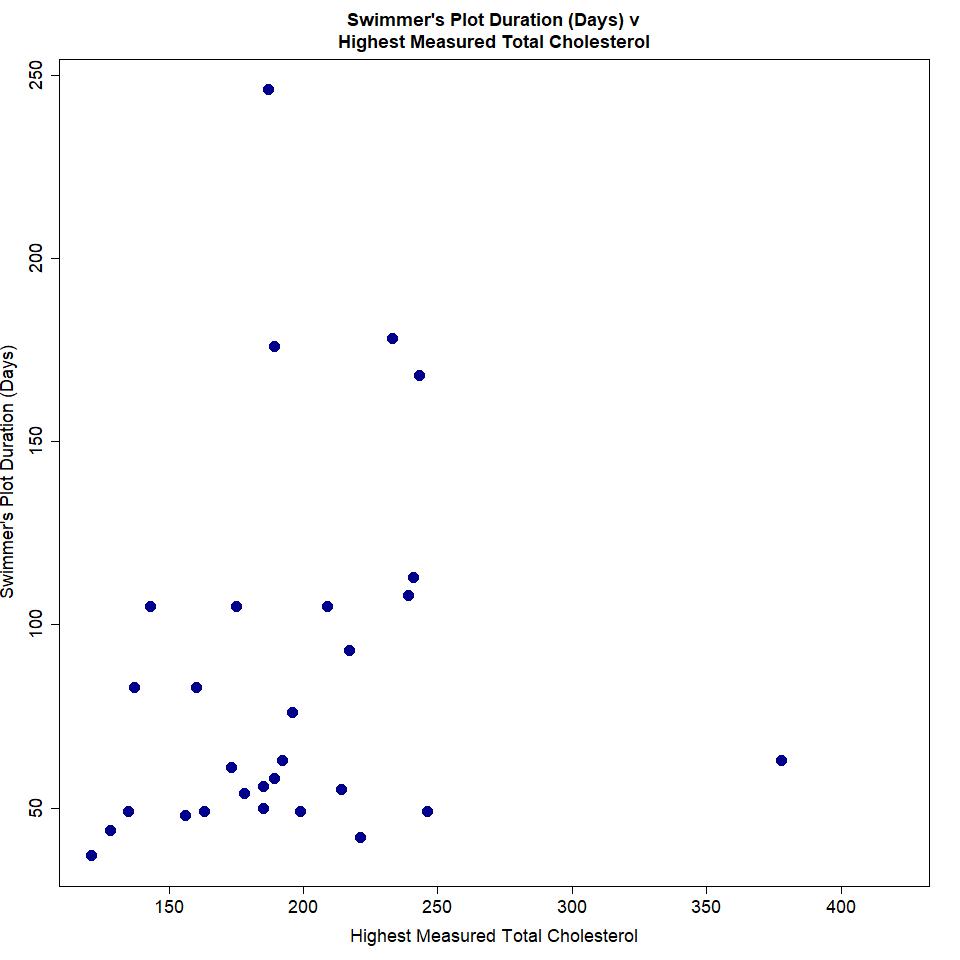 Swimmer's Plot Duration (Days) v
Highest Measured Total Cholesterol
Swimmer's Plot Duration (Days)
250
200
150
100
50
150 200 250 300 350 400
Highest Measured Total Cholesterol